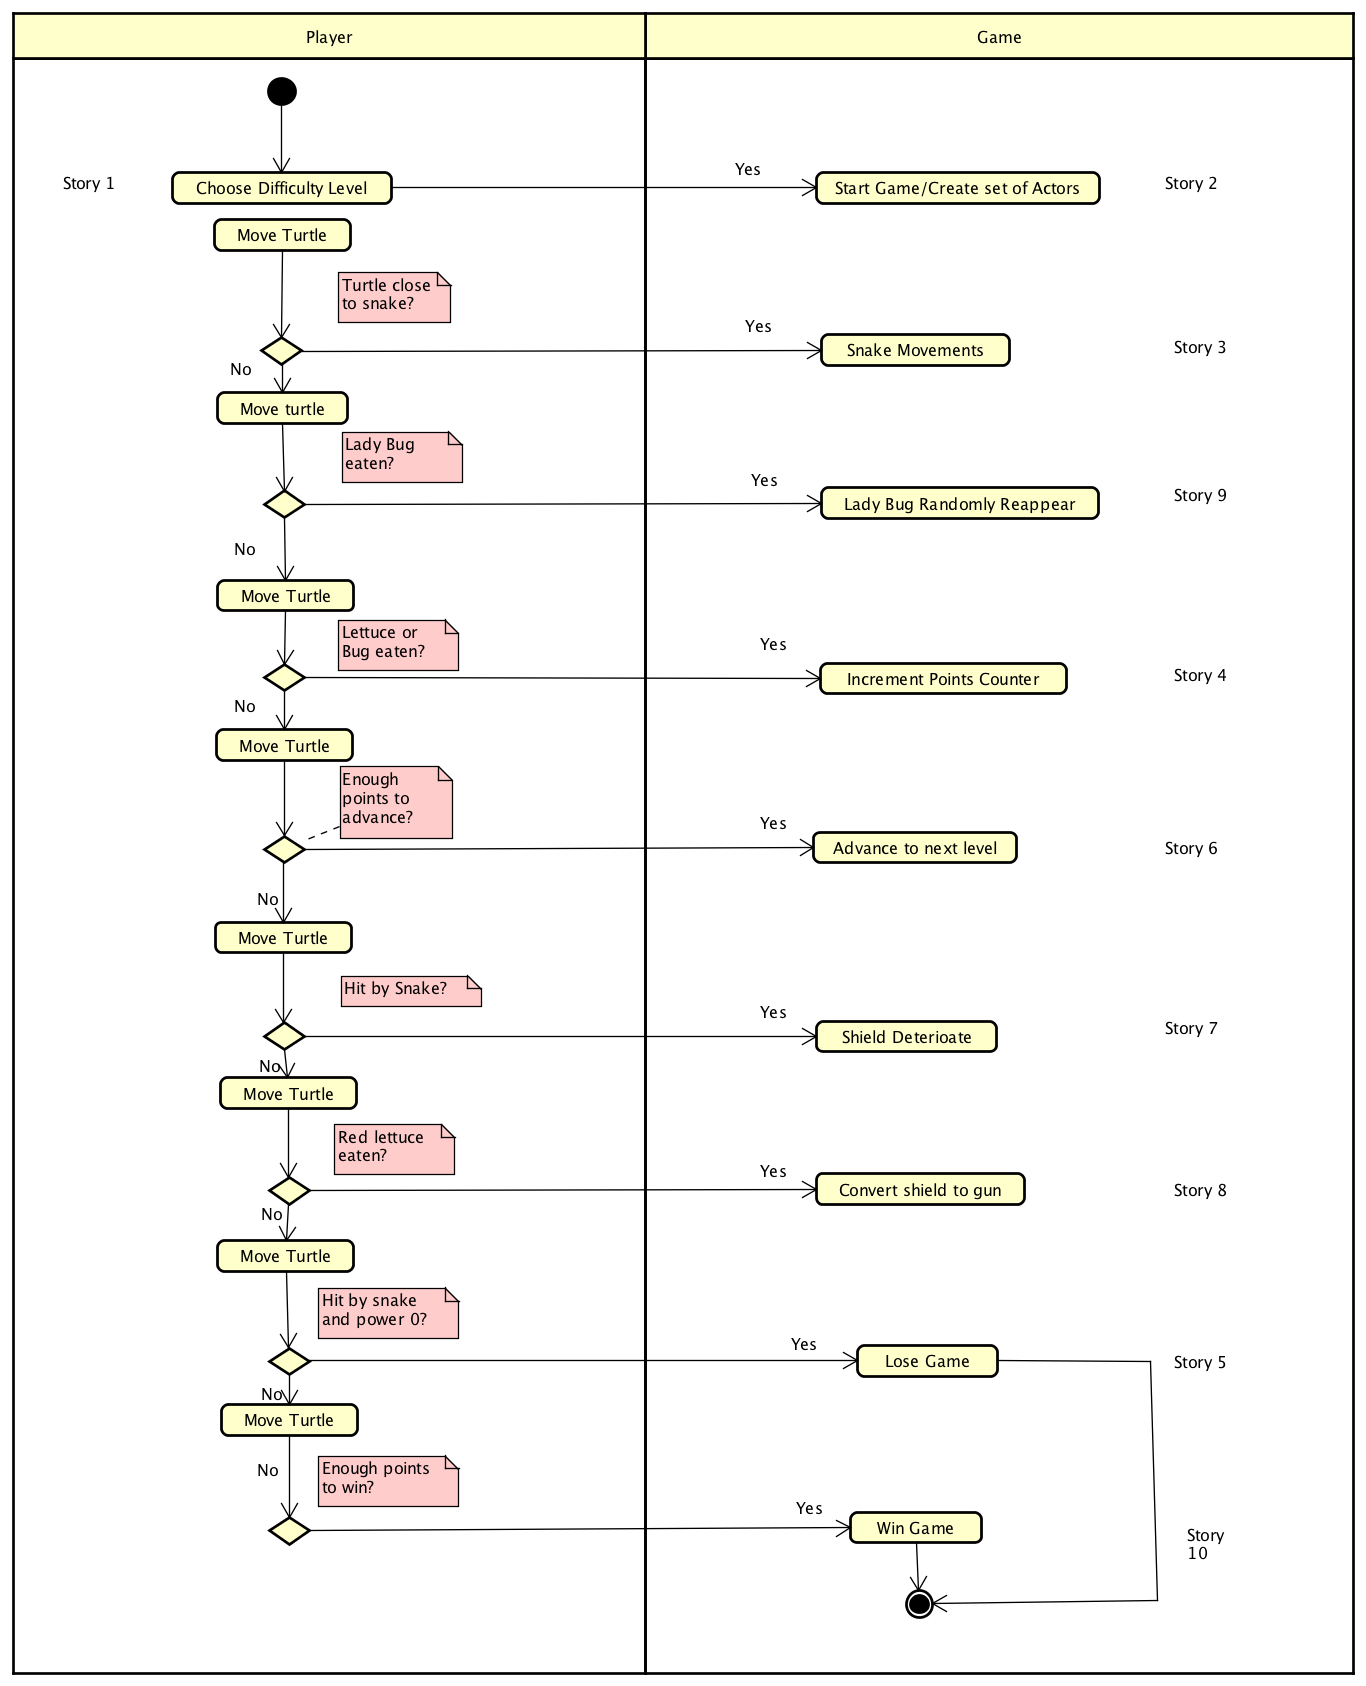 Player
Game
Story 1
Choose Difficulty Level
Yes
Start Game/Create set of Actors
Story 2
Move Turtle
Turtle close
to snake?
Yes
Snake Movements
Story 3
No
Move turtle
Lady Bug
eaten?
Yes
Lady Bug Randomly Reappear
Story 9
No
Move Turtle
Lettuce or
Bug eaten?
Yes
Increment Points Counter
Story 4
No
Move Turtle
Enough
points to
advance?
Yes
Advance to next level
Story 6
No
Move Turtle
Hit by Snake?
Yes
Shield Deterioate
Story 7
No
Move Turtle
Red lettuce
eaten?
Yes
Convert shield to gun
Story 8
No
Move Turtle
Hit by snake
and power 0?
Yes
Lose Game
Story 5
No
Move Turtle
No
Enough points
to win?
Yes
Win Game
Story
10